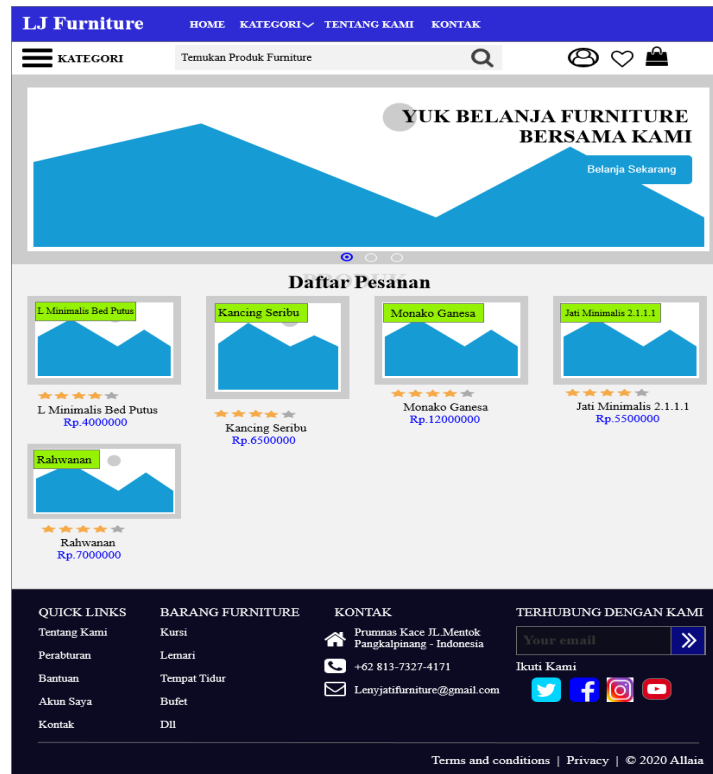 LJ Furniture
HOME KATEGORI TENTANG KAMI KONTAK
KATEGORI
Temukan Produk Furniture
YUK BELANJA FURNITURE
BERSAMA KAMI
Belanja Sekarang
PRODUK
Daftar Pesanan
L Minimalis Bed Putus
Kancing Seribu
Monako Ganesa
Jati Minimalis 2.1.1.1
L Minimalis Bed Putus
Rp.4000000
Kancing Seribu
Rp.6500000
Monako Ganesa
Rp.12000000
Jati Minimalis 2.1.1.1
Rp.5500000
Rahwanan
Rahwanan
Rp.7000000
QUICK LINKS
Tentang Kami
Perabturan
Bantuan
Akun Saya
Kontak
BARANG FURNITURE
Kursi
Lemari
Tempat Tidur
Bufet
Dll
KONTAK
Prumnas Kace JL.Mentok
Pangkalpinang - Indonesia
+62 813-7327-4171
Lenyjatifurniture@gmail.com
TERHUBUNG DENGAN KAMI
Your email
Ikuti Kami
Terms and conditions | Privacy | © 2020 Allaia